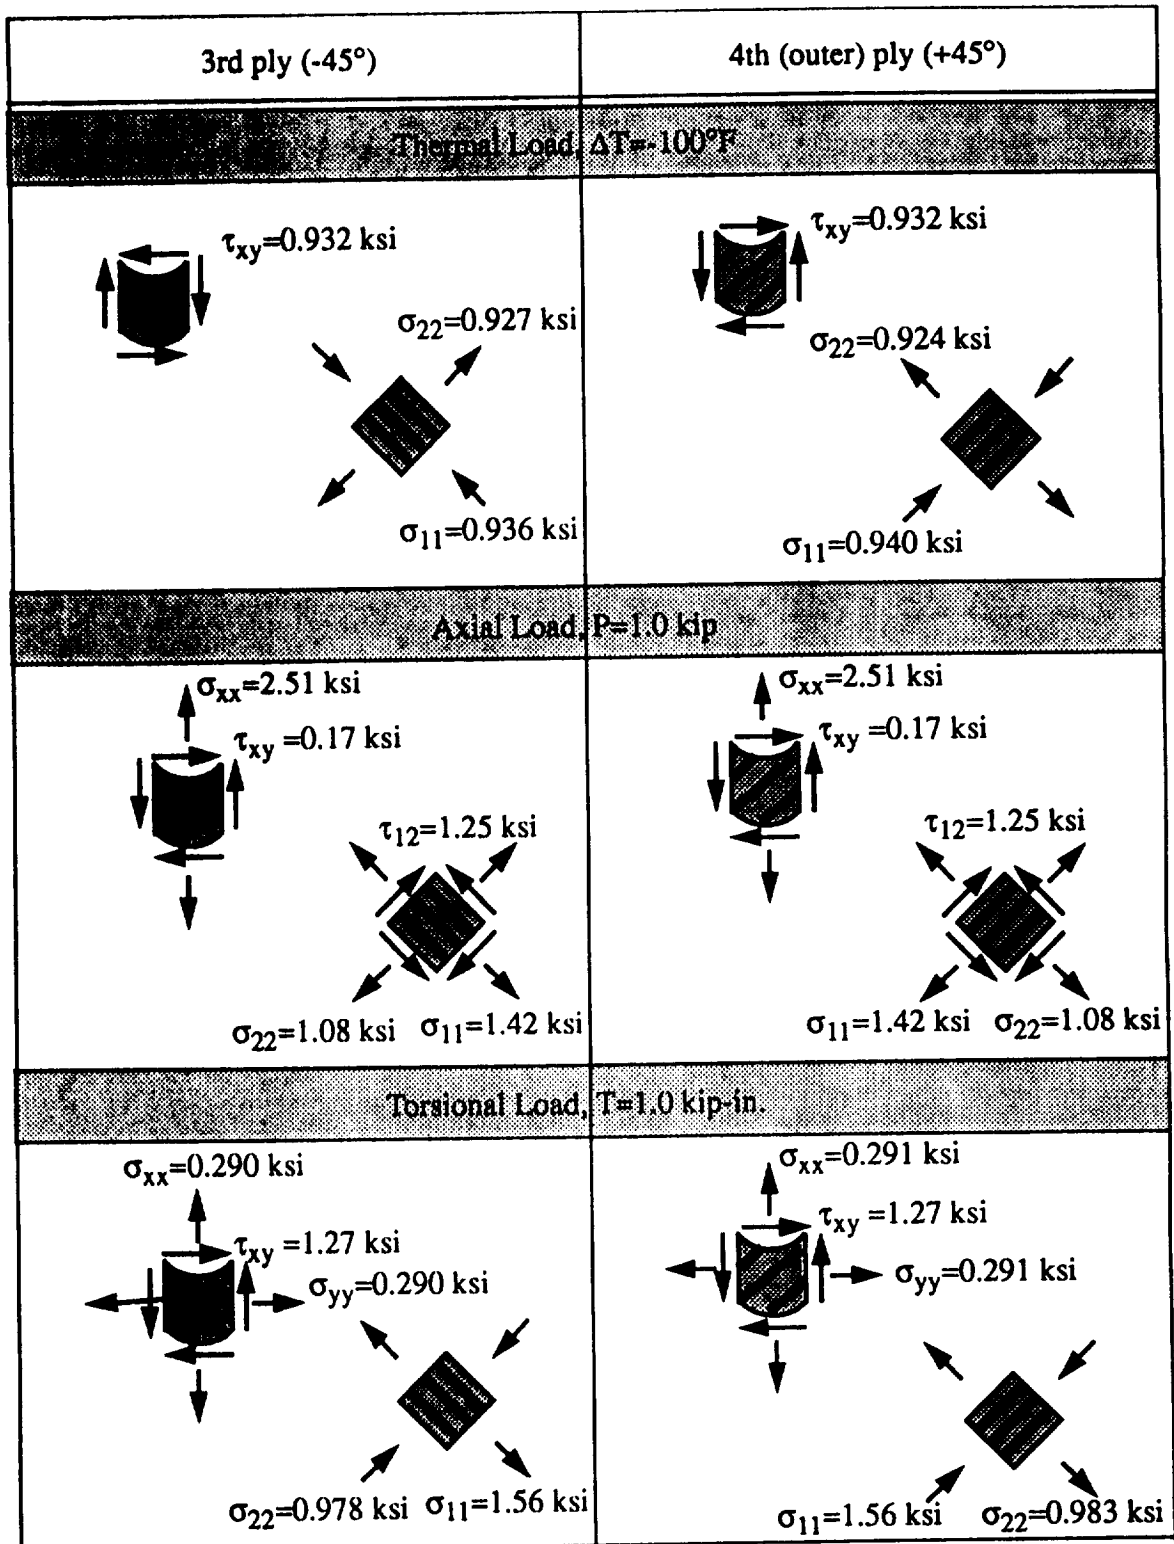 3rd ply (-45°)
4th (outer) ply (+45°)
Thermal Load, ΔT=-100°F
τxy=0.932 ksi
σ22=0.927 ksi
σ11=0.936 ksi
τxy=0.932 ksi
σ22=0.924 ksi
σ11=0.940 ksi
Axial Load, P=1.0 kip
σxx=2.51 ksi
τxy =0.17 ksi
τ12=1.25 ksi
σ22=1.08 ksi σ11=1.42 ksi
σxx=2.51 ksi
τxy =0.17 ksi
τ12=1.25 ksi
σ11=1.42 ksi σ22=1.08 ksi
Torsional Load, T=1.0 kip-in.
σxx=0.290 ksi
τxy =1.27 ksi
σyy=0.290 ksi
σ22=0.978 ksi σ11=1.56 ksi
σxx=0.291 ksi
τxy =1.27 ksi
σyy=0.291 ksi
σ11=1.56 ksi σ22=0.983 ksi